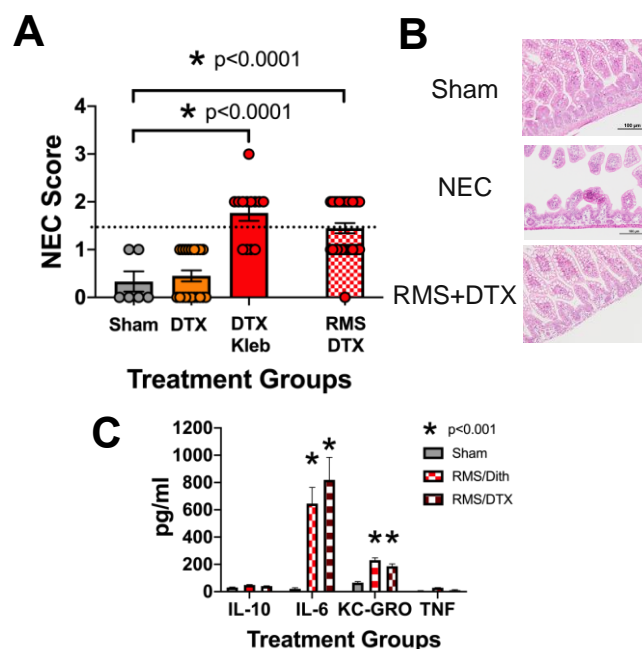 A
* p<0.0001
* p<0.0001
NEC Score
4
3
2
1
0
Sham
DTX
DTX
Kleb
RMS
DTX
Treatment Groups
B
Sham
100 µm
NEC
RMS+DTX
C
* p<0.001
Sham
RMS/Dith
RMS/DTX
pg/ml
1200
1000
800
600
400
200
0
* *
**
IL-10 IL-6 KC-GRO TNF
Treatment Groups